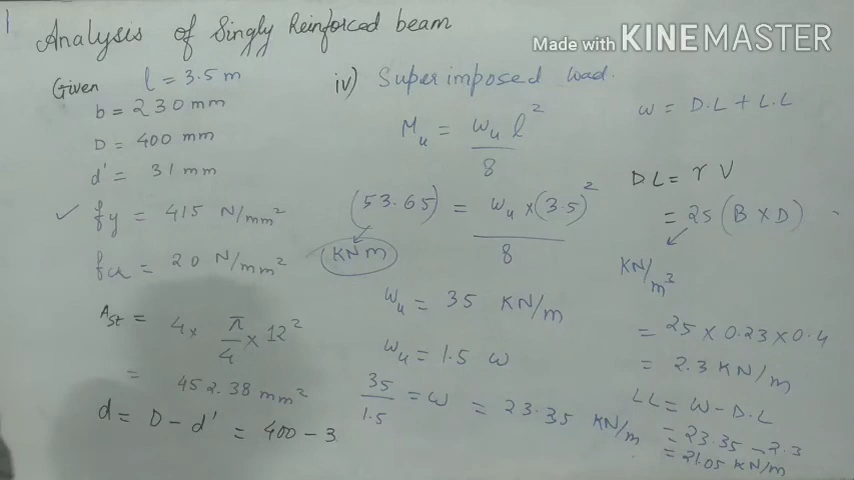 Analysis of Singly Reinforced beam
Made with KINEMASTER
Given l = 3.5 m
b = 230 mm
D = 400 mm
d' = 31 mm
✓ fy = 415 N/mm²
fck = 20 N/mm²
Ast = 4 × π/4 × 12²
= 452.38 mm²
d = D - d' = 400 - 3
iv) Superimposed load.
Mu = wu l² / 8
(53.65) = wu × (3.5)² / 8
KNm
wu = 35 KN/m
wu = 1.5 w
35/1.5 = w = 23.35 KN/m
w = D.L + L.L
DL = γ V
= 25 (B × D)
KN/m³
= 25 × 0.23 × 0.4
= 2.3 KN/m
LL = W - D.L
= 23.35 - 2.3
= 21.05 KN/m